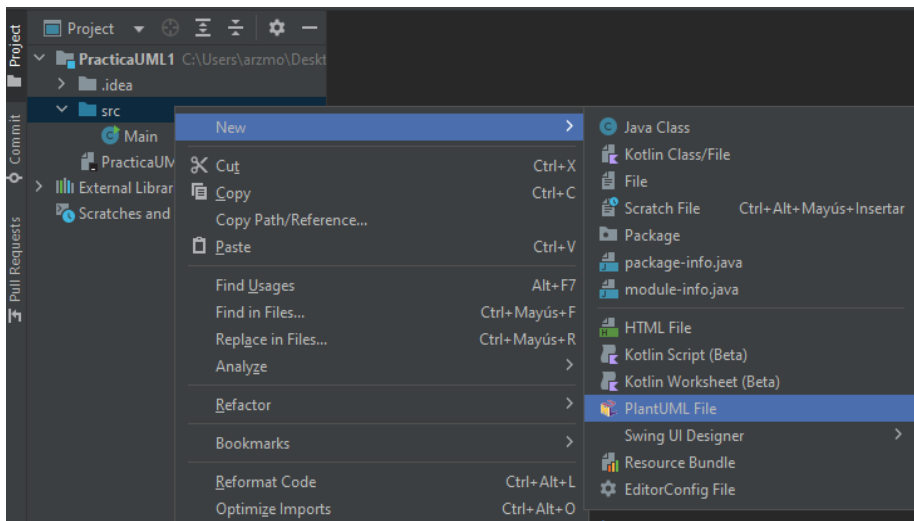 Project
PracticaUML1 C:\Users\arzmo\Deskt
.idea
src
Main
PracticaUM
External Librar
Scratches and
Project
Commit
Pull Requests
New
Cut Ctrl+X
Copy Ctrl+C
Copy Path/Reference...
Paste Ctrl+V
Find Usages Alt+F7
Find in Files... Ctrl+Mayús+F
Replace in Files... Ctrl+Mayús+R
Analyze
Refactor
Bookmarks
Reformat Code Ctrl+Alt+L
Optimize Imports Ctrl+Alt+O
Java Class
Kotlin Class/File
File
Scratch File Ctrl+Alt+Mayús+Insertar
Package
package-info.java
module-info.java
HTML File
Kotlin Script (Beta)
Kotlin Worksheet (Beta)
PlantUML File
Swing UI Designer
Resource Bundle
EditorConfig File